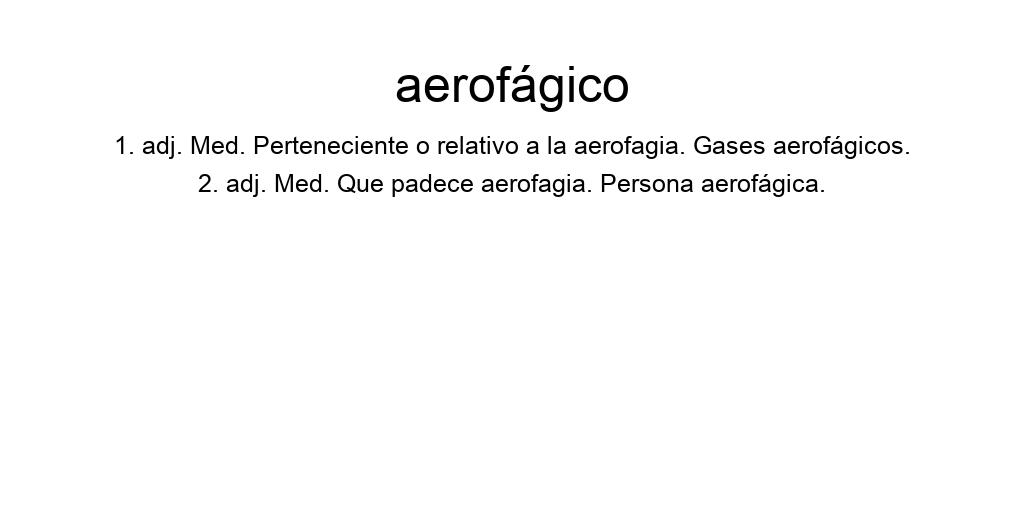 aerofágico
1. adj. Med. Perteneciente o relativo a la aerofagia. Gases aerofágicos.
2. adj. Med. Que padece aerofagia. Persona aerofágica.